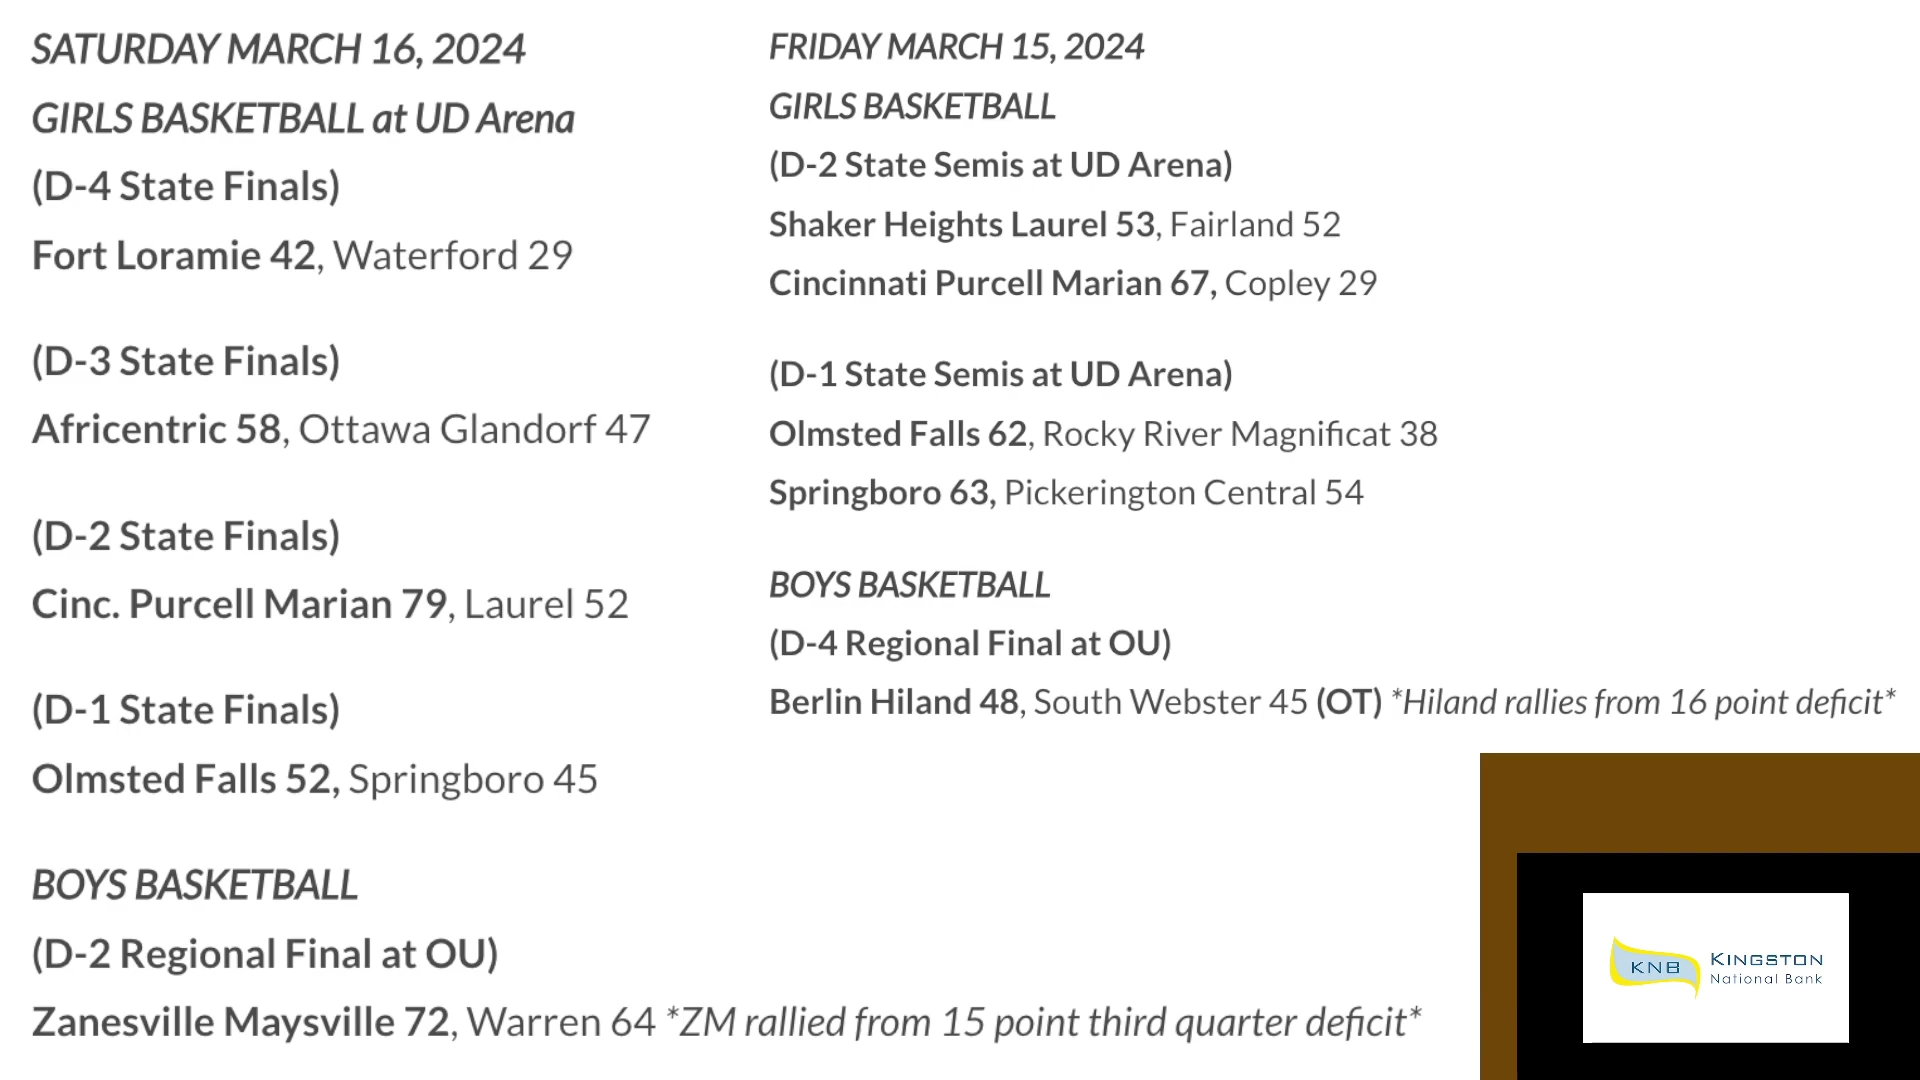 SATURDAY MARCH 16, 2024
GIRLS BASKETBALL at UD Arena
(D-4 State Finals)
Fort Loramie 42, Waterford 29
(D-3 State Finals)
Africentric 58, Ottawa Glandorf 47
(D-2 State Finals)
Cinc. Purcell Marian 79, Laurel 52
(D-1 State Finals)
Olmsted Falls 52, Springboro 45
BOYS BASKETBALL
(D-2 Regional Final at OU)
Zanesville Maysville 72, Warren 64 *ZM rallied from 15 point third quarter deficit*
FRIDAY MARCH 15, 2024
GIRLS BASKETBALL
(D-2 State Semis at UD Arena)
Shaker Heights Laurel 53, Fairland 52
Cincinnati Purcell Marian 67, Copley 29
(D-1 State Semis at UD Arena)
Olmsted Falls 62, Rocky River Magnificat 38
Springboro 63, Pickerington Central 54
BOYS BASKETBALL
(D-4 Regional Final at OU)
Berlin Hiland 48, South Webster 45 (OT) *Hiland rallies from 16 point deficit*
KNB
KINGSTON
National Bank